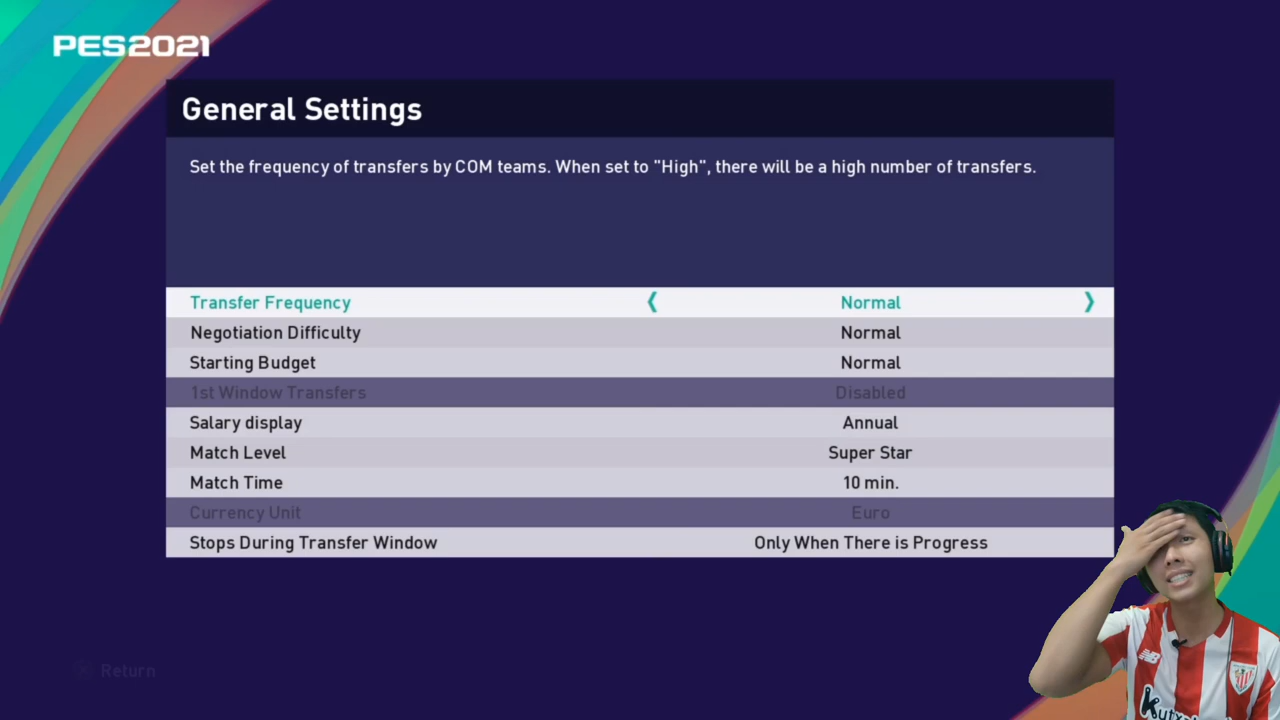 PES2021
General Settings
Set the frequency of transfers by COM teams. When set to "High", there will be a high number of transfers.
Transfer Frequency Normal
Negotiation Difficulty Normal
Starting Budget Normal
1st Window Transfers Disabled
Salary display Annual
Match Level Super Star
Match Time 10 min.
Currency Unit Euro
Stops During Transfer Window Only When There is Progress
Return